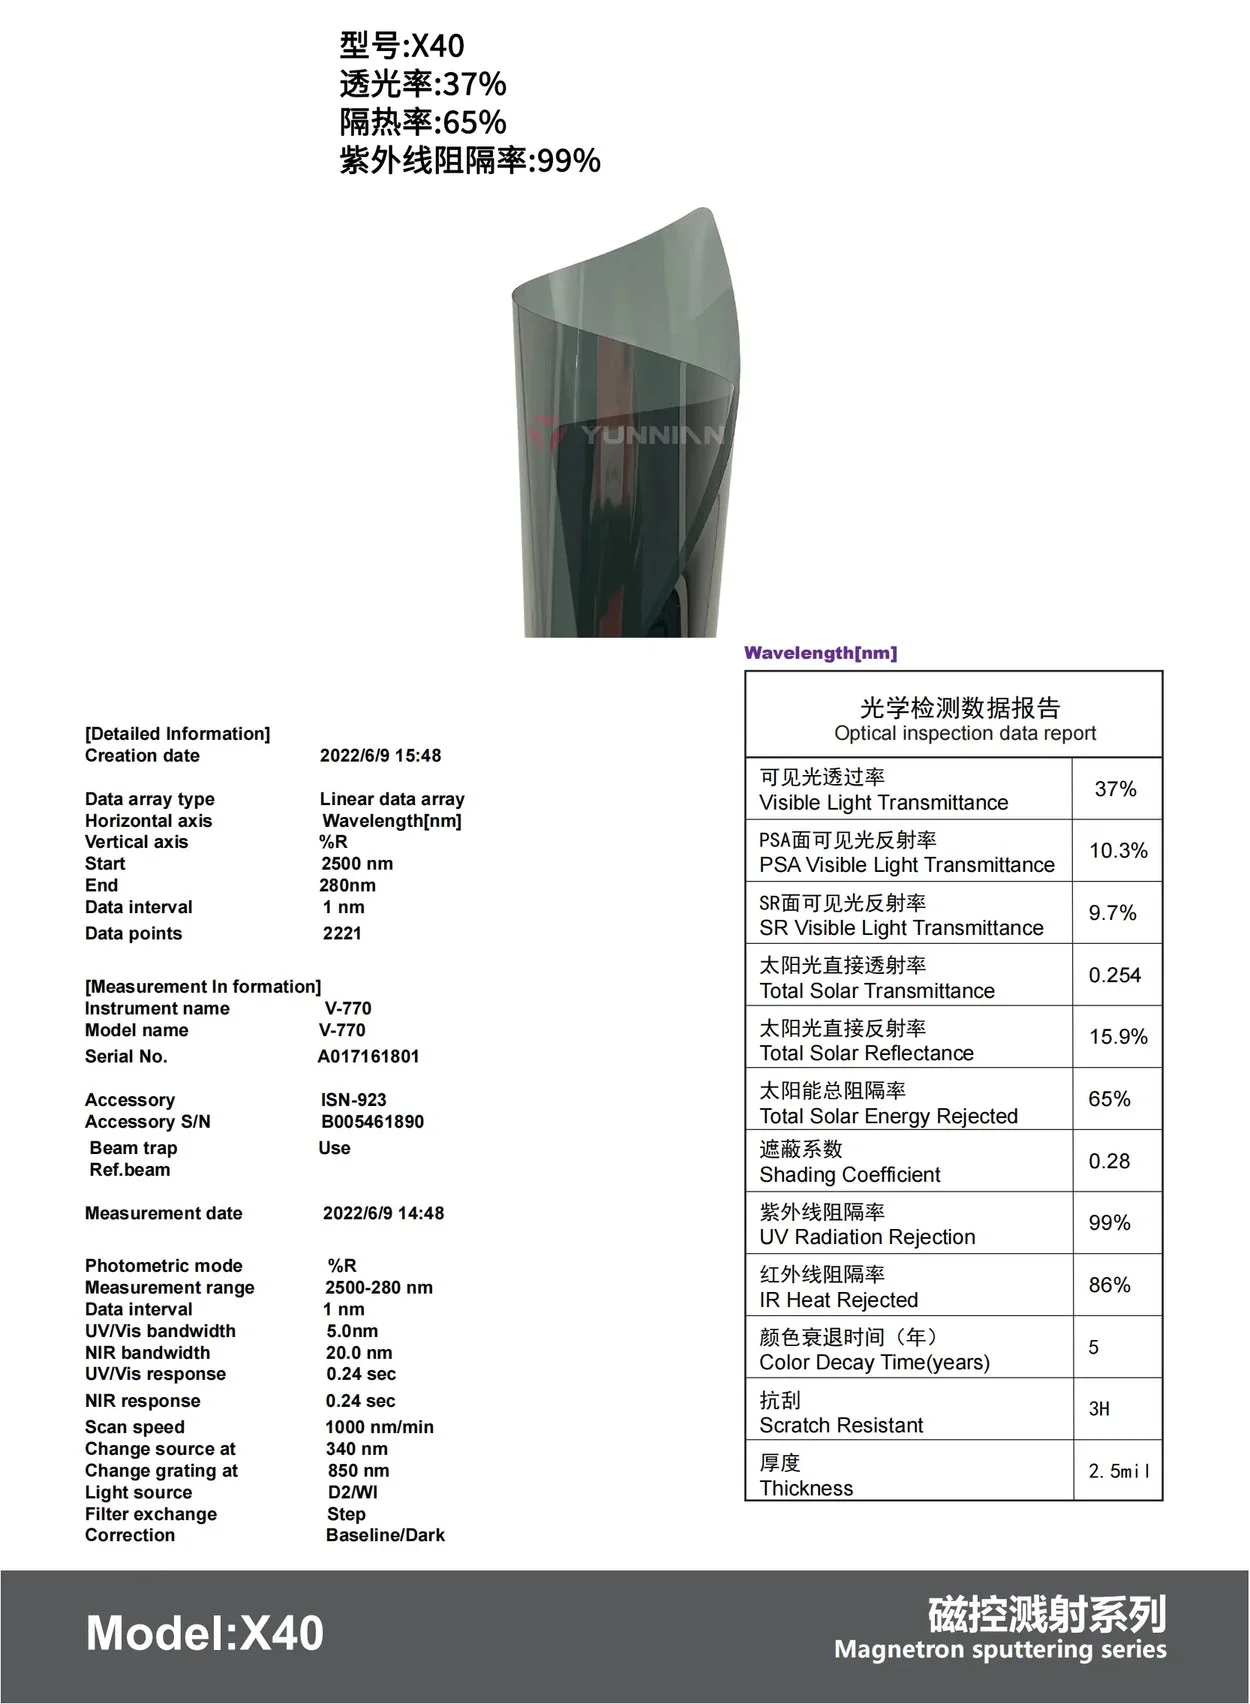 型号:X40
透光率:37%
隔热率:65%
紫外线阻隔率:99%
YUNNIAN
Wavelength[nm]
光学检测数据报告
Optical inspection data report
可见光透过率
Visible Light Transmittance 37%
PSA面可见光反射率
PSA Visible Light Transmittance 10.3%
SR面可见光反射率
SR Visible Light Transmittance 9.7%
太阳光直接透射率
Total Solar Transmittance 0.254
太阳光直接反射率
Total Solar Reflectance 15.9%
太阳能总阻隔率
Total Solar Energy Rejected 65%
遮蔽系数
Shading Coefficient 0.28
紫外线阻隔率
UV Radiation Rejection 99%
红外线阻隔率
IR Heat Rejected 86%
颜色衰退时间（年）
Color Decay Time(years) 5
抗刮
Scratch Resistant 3H
厚度
Thickness 2.5mil
[Detailed Information]
Creation date 2022/6/9 15:48
Data array type Linear data array
Horizontal axis Wavelength[nm]
Vertical axis %R
Start 2500 nm
End 280nm
Data interval 1 nm
Data points 2221
[Measurement In formation]
Instrument name V-770
Model name V-770
Serial No. A017161801
Accessory ISN-923
Accessory S/N B005461890
Beam trap Use
Ref.beam
Measurement date 2022/6/9 14:48
Photometric mode %R
Measurement range 2500-280 nm
Data interval 1 nm
UV/Vis bandwidth 5.0nm
NIR bandwidth 20.0 nm
UV/Vis response 0.24 sec
NIR response 0.24 sec
Scan speed 1000 nm/min
Change source at 340 nm
Change grating at 850 nm
Light source D2/WI
Filter exchange Step
Correction Baseline/Dark
Model:X40
磁控溅射系列
Magnetron sputtering series